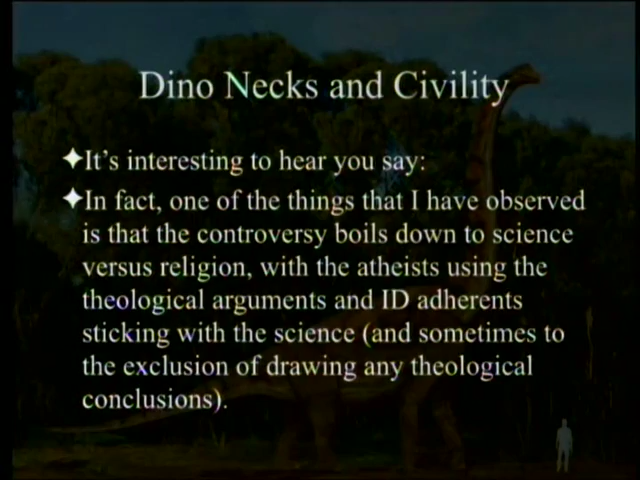 Dino Necks and Civility
It's interesting to hear you say:
In fact, one of the things that I have observed
is that the controversy boils down to science
versus religion, with the atheists using the
theological arguments and ID adherents
sticking with the science (and sometimes to
the exclusion of drawing any theological
conclusions).